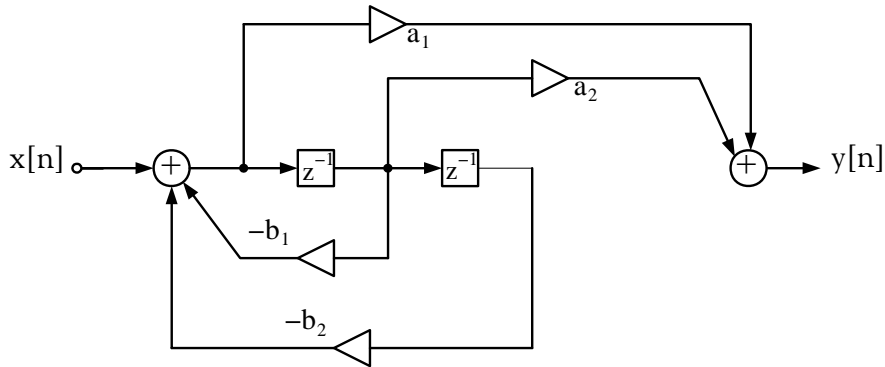 a₁
a₂
x[n] + z⁻¹ z⁻¹ + y[n]
−b₁
−b₂